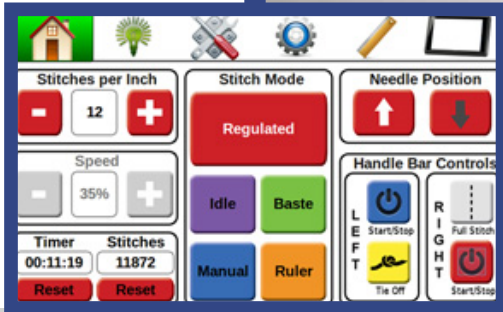 Stitches per Inch
12
Speed
35%
Timer
Stitches
00:11:19
11872
Reset
Reset
Stitch Mode
Regulated
Idle
Baste
Manual
Ruler
Needle Position
Handle Bar Controls
LEFT
Start/Stop
Tie Off
RIGHT
Full Stitch
Start/Stop